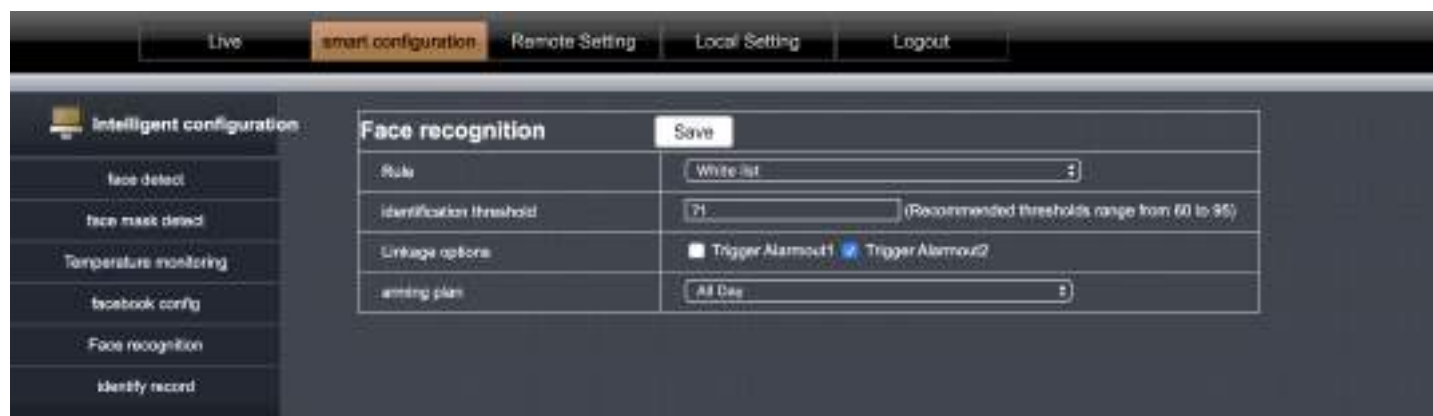 Live smart configuration Remote Setting Local Setting Logout
Intelligent configuration
face detect
face mask detect
Temperature monitoring
facebook config
Face recognition
identify record
Face recognition Save
Rule White list
identification threshold 71 (Recommended thresholds range from 60 to 95)
Linkage options Trigger Alarmout1 Trigger Alarmout2
arming plan All Day